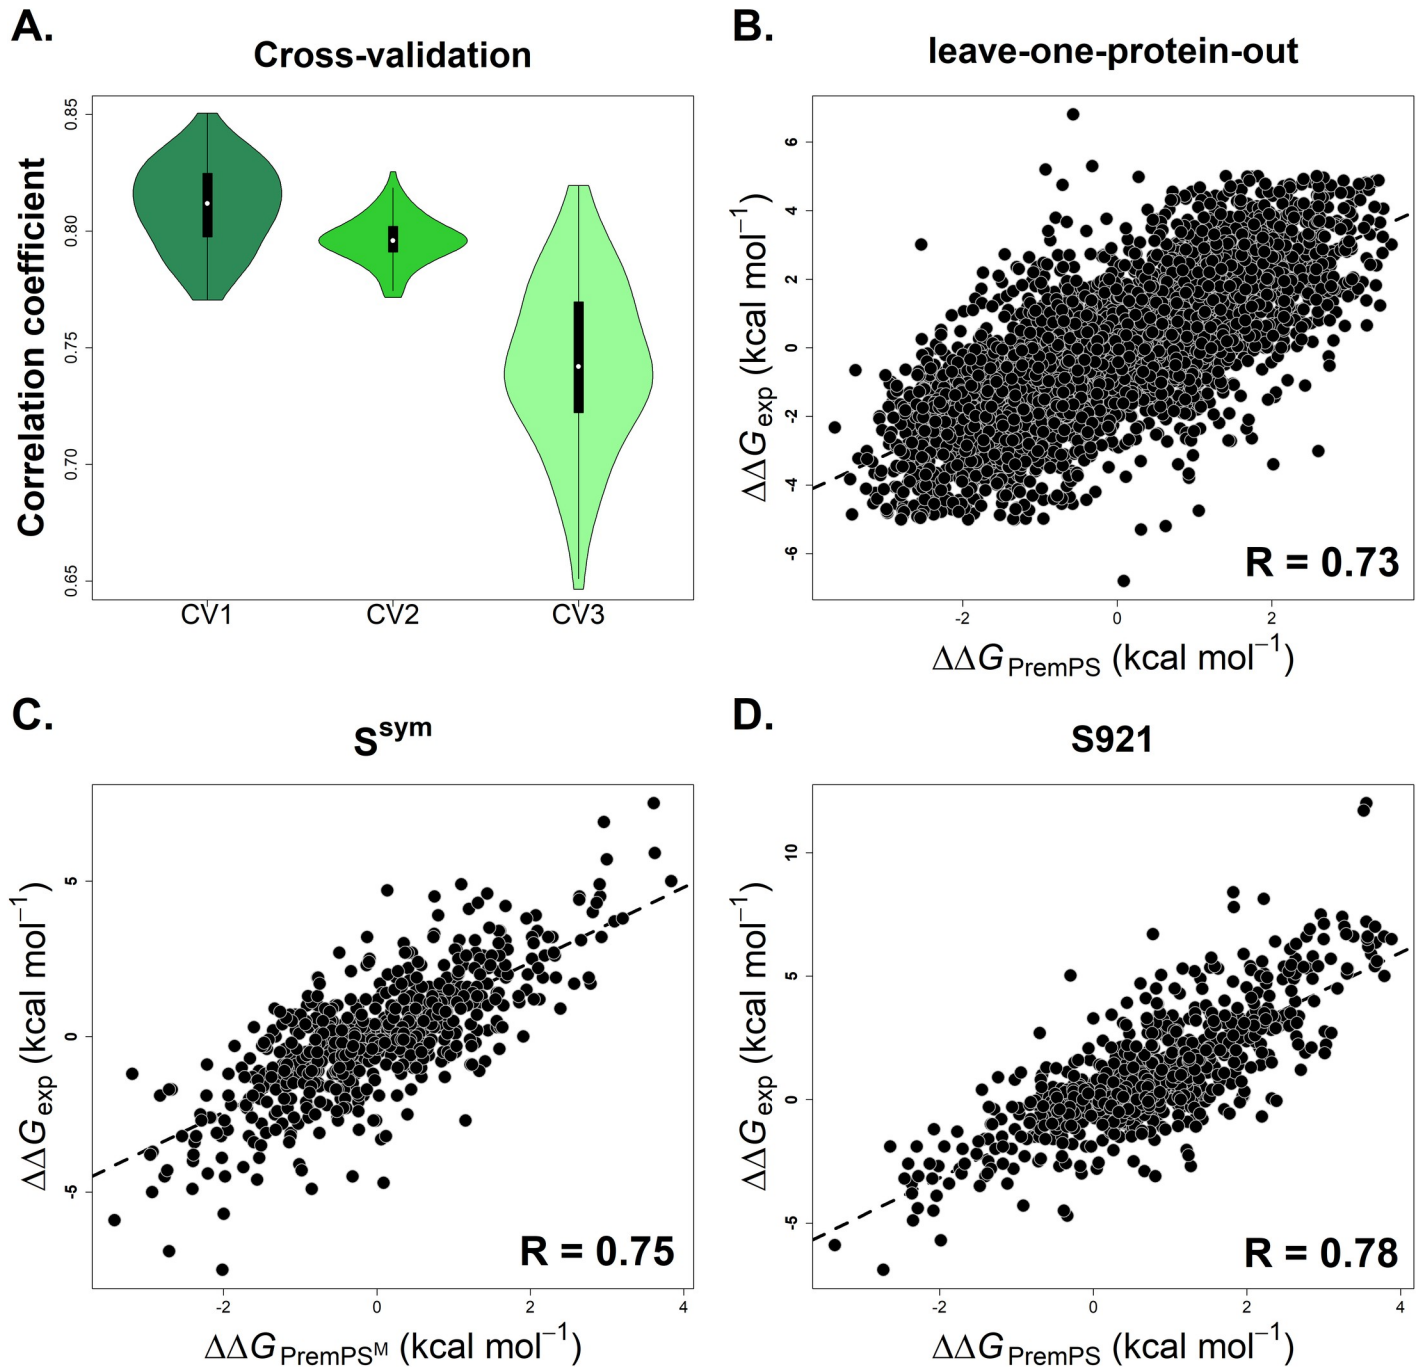 A.
Cross-validation
Correlation coefficient
0.85
0.80
0.75
0.70
0.65
CV1
CV2
CV3
B.
leave-one-protein-out
ΔΔGexp (kcal mol−1)
6
4
2
0
-2
-4
-6
R = 0.73
-2
0
2
ΔΔGPremPS (kcal mol−1)
C.
Ssym
ΔΔGexp (kcal mol−1)
5
0
-5
R = 0.75
-2
0
2
4
ΔΔGPremPSM (kcal mol−1)
D.
S921
ΔΔGexp (kcal mol−1)
10
5
0
-5
R = 0.78
-2
0
2
4
ΔΔGPremPS (kcal mol−1)